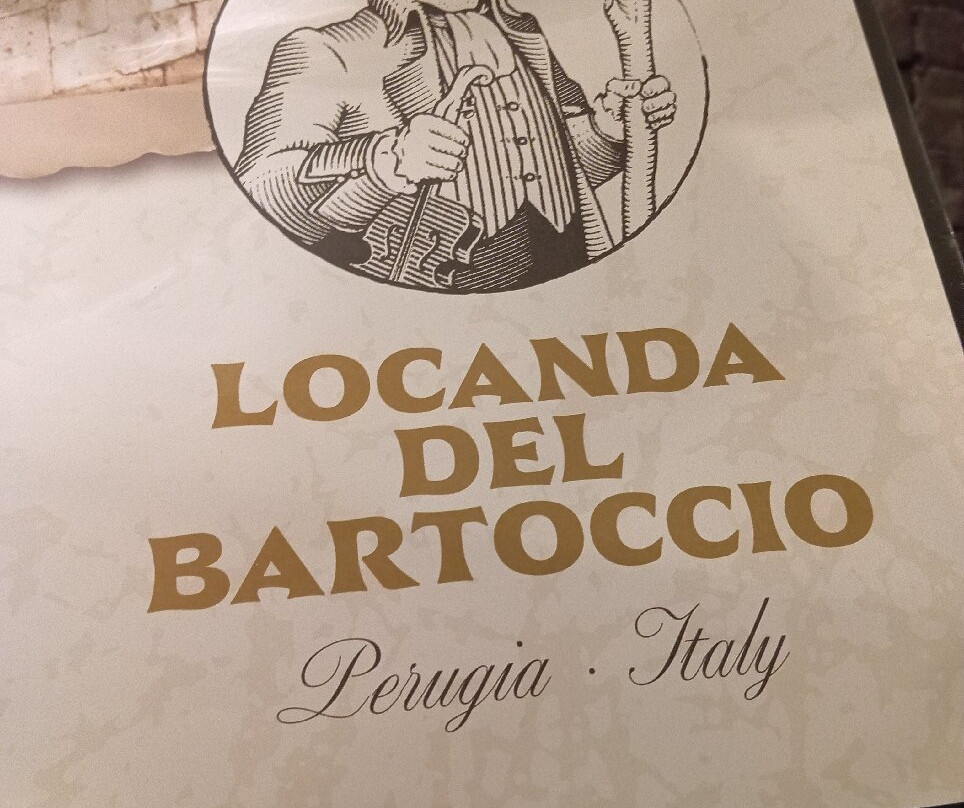 LOCANDA
DEL
BARTOCCIO
Perugia · Italy